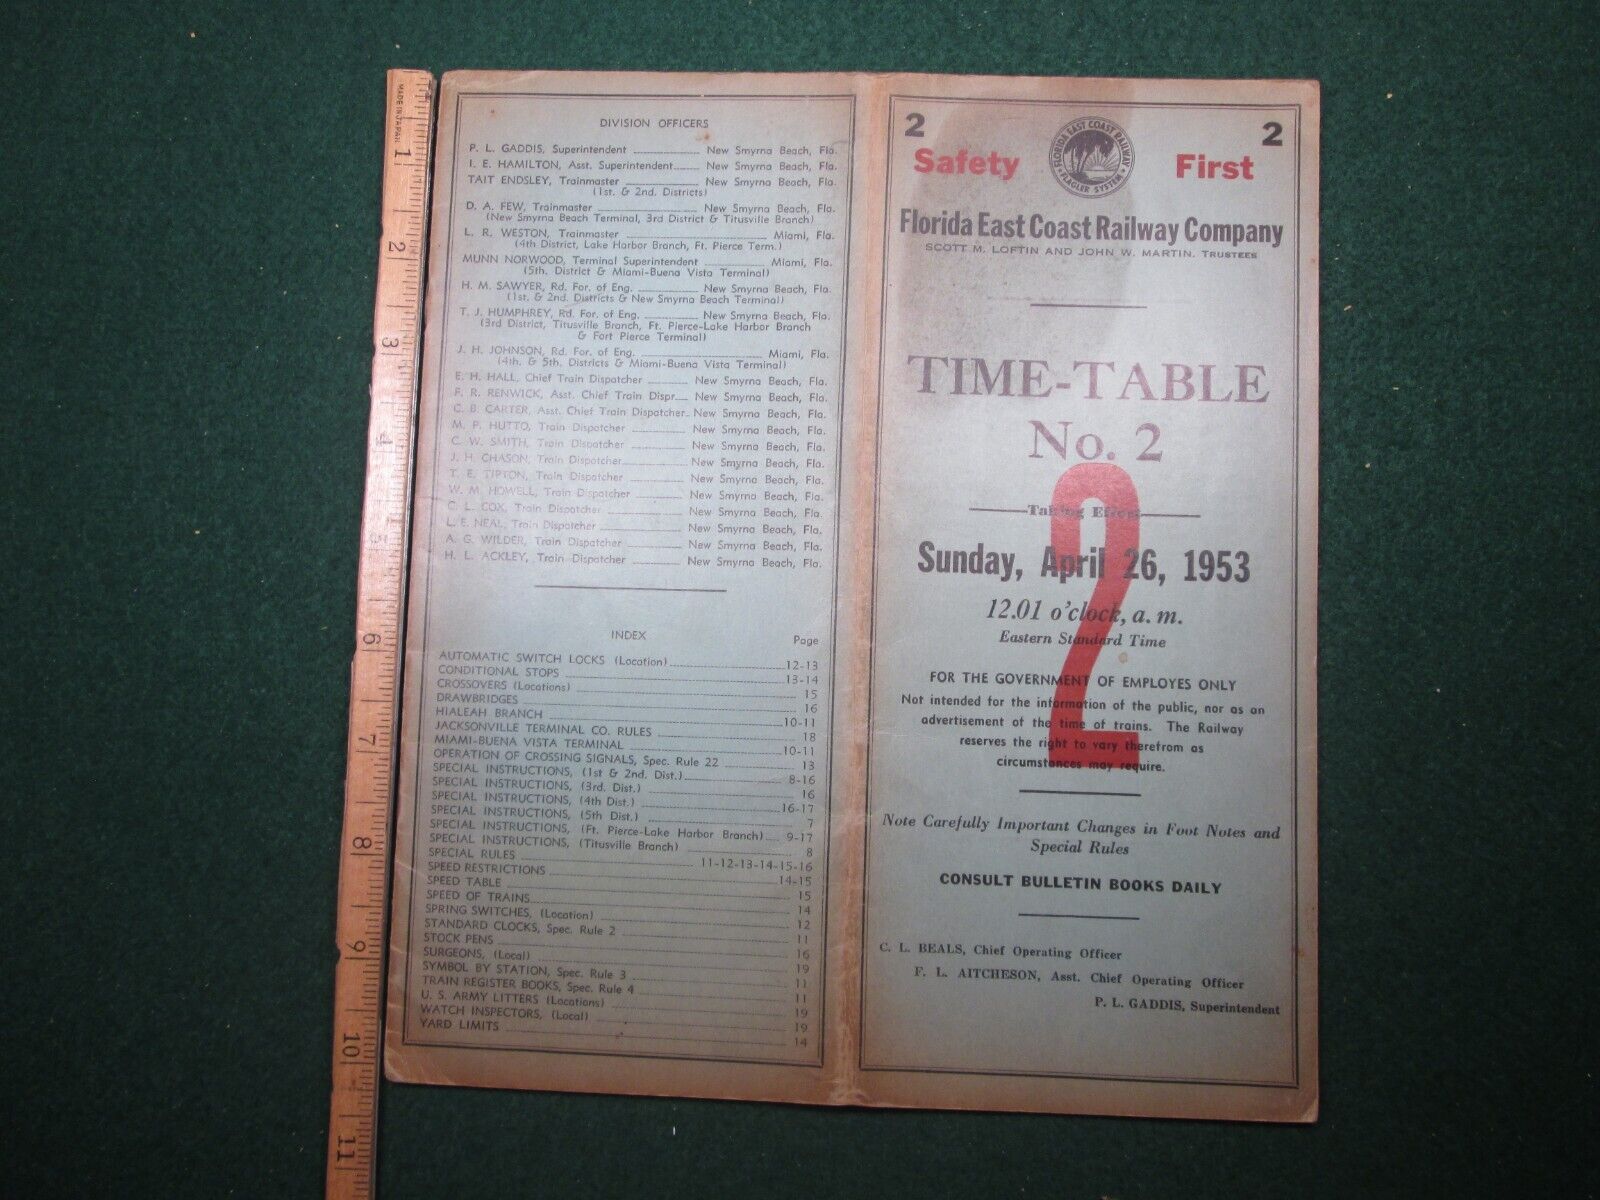 DIVISION OFFICERS
P. L. GADDIS, Superintendent New Smyrna Beach, Fla.
I. E. HAMILTON, Asst. Superintendent New Smyrna Beach, Fla.
TAIT ENDSLEY, Trainmaster New Smyrna Beach, Fla.
(1st. & 2nd. Districts)
D. A. FEW, Trainmaster New Smyrna Beach, Fla.
(New Smyrna Beach Terminal, 3rd District & Titusville Branch)
L. R. WESTON, Trainmaster Miami, Fla.
(4th District, Lake Harbor Branch, Ft. Pierce Term.)
MUNN NORWOOD, Terminal Superintendent Miami, Fla.
(5th. District & Miami-Buena Vista Terminal)
H. M. SAWYER, Rd. For. of Eng. New Smyrna Beach, Fla.
(1st. & 2nd. Districts & New Smyrna Beach Terminal)
T. J. HUMPHREY, Rd. For. of Eng. New Smyrna Beach, Fla.
(3rd District, Titusville Branch, Ft. Pierce-Lake Harbor Branch
& Fort Pierce Terminal)
J. H. JOHNSON, Rd. For. of Eng. Miami, Fla.
(4th. & 5th. Districts & Miami-Buena Vista Terminal)
E. H. HALL, Chief Train Dispatcher New Smyrna Beach, Fla.
F. R. RENWICK, Asst. Chief Train Dispr. New Smyrna Beach, Fla.
C. B. CARTER, Asst. Chief Train Dispatcher New Smyrna Beach, Fla.
M. P. HUTTO, Train Dispatcher New Smyrna Beach, Fla.
C. W. SMITH, Train Dispatcher New Smyrna Beach, Fla.
J. H. CHASON, Train Dispatcher New Smyrna Beach, Fla.
T. E. TIPTON, Train Dispatcher New Smyrna Beach, Fla.
W. M. HOWELL, Train Dispatcher New Smyrna Beach, Fla.
C. L. COX, Train Dispatcher New Smyrna Beach, Fla.
L. E. NEAL, Train Dispatcher New Smyrna Beach, Fla.
A. G. WILDER, Train Dispatcher New Smyrna Beach, Fla.
H. L. ACKLEY, Train Dispatcher New Smyrna Beach, Fla.
INDEX
Page
AUTOMATIC SWITCH LOCKS (Location) 12-13
CONDITIONAL STOPS 13-14
CROSSOVERS (Locations) 15
DRAWBRIDGES 16
HIALEAH BRANCH 10-11
JACKSONVILLE TERMINAL CO. RULES 18
MIAMI-BUENA VISTA TERMINAL 10-11
OPERATION OF CROSSING SIGNALS, Spec. Rule 22 13
SPECIAL INSTRUCTIONS, (1st & 2nd. Dist.) 8-16
SPECIAL INSTRUCTIONS, (3rd. Dist.) 16
SPECIAL INSTRUCTIONS, (4th Dist.) 16-17
SPECIAL INSTRUCTIONS, (5th Dist.) 7
SPECIAL INSTRUCTIONS, (Ft. Pierce-Lake Harbor Branch) 9-17
SPECIAL INSTRUCTIONS, (Titusville Branch) 8
SPECIAL RULES 11-12-13-14-15-16
SPEED RESTRICTIONS 14-15
SPEED TABLE 15
SPEED OF TRAINS 14
SPRING SWITCHES, (Location) 12
STANDARD CLOCKS, Spec. Rule 2 11
STOCK PENS 16
SURGEONS, (Local) 19
SYMBOL BY STATION, Spec. Rule 3 11
TRAIN REGISTER BOOKS, Spec. Rule 4 11
U. S. ARMY LITTERS (Locations) 19
WATCH INSPECTORS, (Local) 19
YARD LIMITS 14
2 2
Safety First
FLORIDA EAST COAST RAILWAY
FLAGLER SYSTEM
Florida East Coast Railway Company
SCOTT M. LOFTIN AND JOHN W. MARTIN, TRUSTEES
TIME-TABLE
No. 2
2
Taking Effect
Sunday, April 26, 1953
12.01 o'clock, a. m.
Eastern Standard Time
FOR THE GOVERNMENT OF EMPLOYES ONLY
Not intended for the information of the public, nor as an
advertisement of the time of trains. The Railway
reserves the right to vary therefrom as
circumstances may require.
Note Carefully Important Changes in Foot Notes and
Special Rules
CONSULT BULLETIN BOOKS DAILY
C. L. BEALS, Chief Operating Officer
F. L. AITCHESON, Asst. Chief Operating Officer
P. L. GADDIS, Superintendent
MADE IN JAPAN
1
2
3
4
5
6
7
8
9
10
11